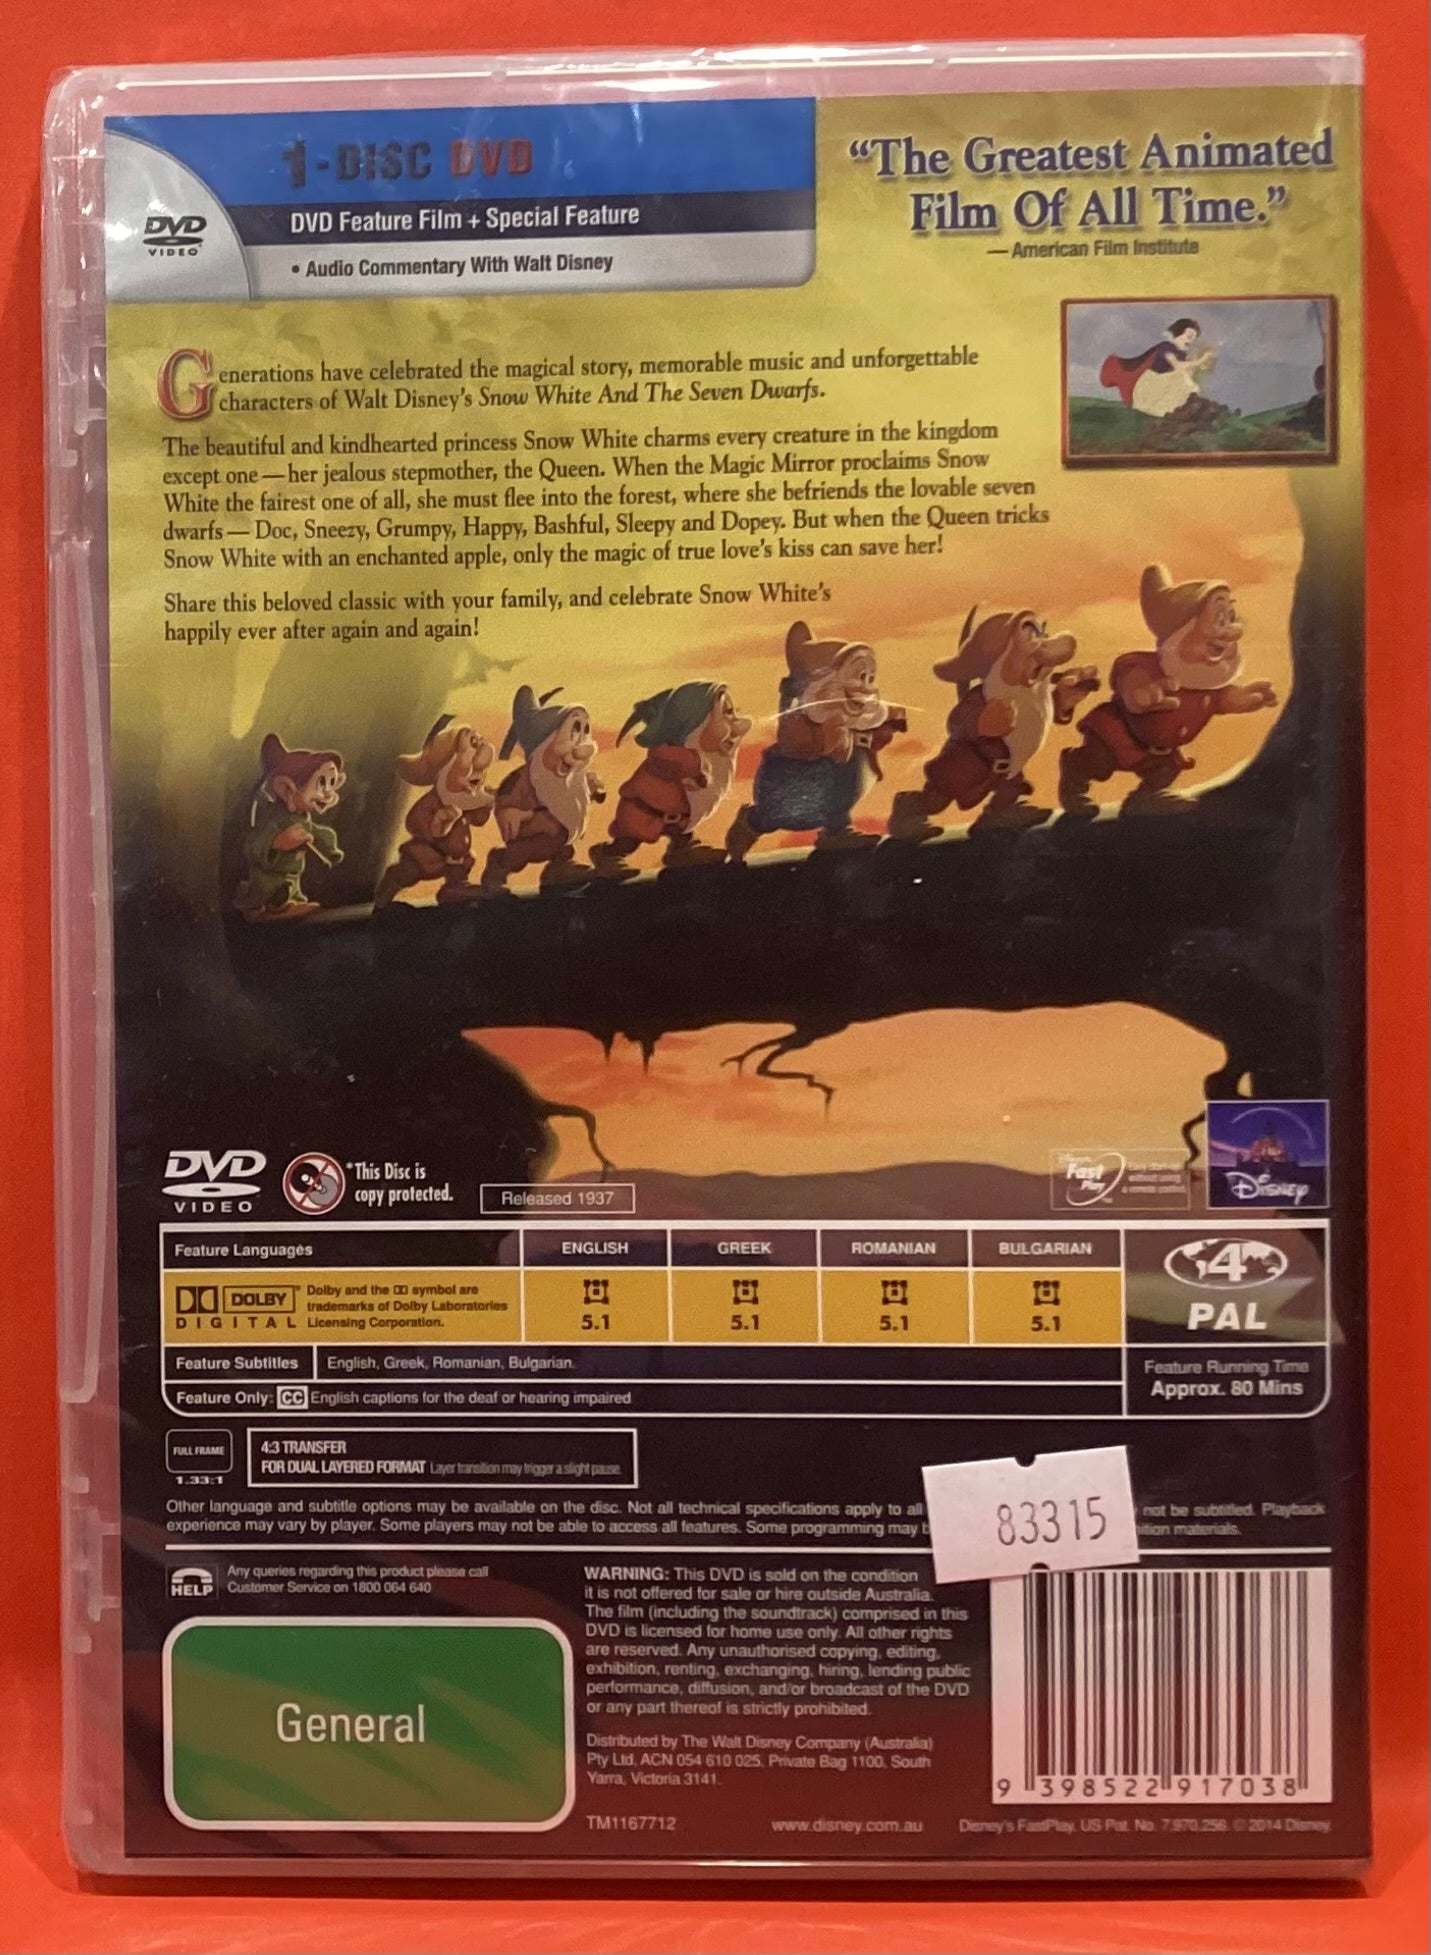 1-DISC DVD
DVD VIDEO
DVD Feature Film + Special Feature
• Audio Commentary With Walt Disney
“The Greatest Animated
Film Of All Time.”
— American Film Institute
Generations have celebrated the magical story, memorable music and unforgettable
characters of Walt Disney’s Snow White And The Seven Dwarfs.
The beautiful and kindhearted princess Snow White charms every creature in the kingdom
except one — her jealous stepmother, the Queen. When the Magic Mirror proclaims Snow
White the fairest one of all, she must flee into the forest, where she befriends the lovable seven
dwarfs — Doc, Sneezy, Grumpy, Happy, Bashful, Sleepy and Dopey. But when the Queen tricks
Snow White with an enchanted apple, only the magic of true love’s kiss can save her!
Share this beloved classic with your family, and celebrate Snow White’s
happily ever after again and again!
DVD
VIDEO
*This Disc is
copy protected.
Released 1937
Disney's
Fast
Play
Disney
Feature Languages ENGLISH GREEK ROMANIAN BULGARIAN
4
PAL
DOLBY
DIGITAL
Dolby and the DD symbol are
trademarks of Dolby Laboratories
Licensing Corporation.
5.1 5.1 5.1 5.1
Feature Subtitles English, Greek, Romanian, Bulgarian.
Feature Only: CC English captions for the deaf or hearing impaired
Feature Running Time
Approx. 80 Mins
FULL FRAME
1.33:1
4:3 TRANSFER
FOR DUAL LAYERED FORMAT Layer transition may trigger a slight pause.
Other language and subtitle options may be available on the disc. Not all technical specifications apply to all not be subtitled. Playback
experience may vary by player. Some players may not be able to access all features. Some programming may materials.
83315
HELP
Any queries regarding this product please call
Customer Service on 1800 064 640
WARNING: This DVD is sold on the condition
it is not offered for sale or hire outside Australia.
The film (including the soundtrack) comprised in this
DVD is licensed for home use only. All other rights
are reserved. Any unauthorised copying, editing,
exhibition, renting, exchanging, hiring, lending public
performance, diffusion, and/or broadcast of the DVD
or any part thereof is strictly prohibited.
Distributed by The Walt Disney Company (Australia)
Pty Ltd, ACN 054 610 025, Private Bag 1100, South
Yarra, Victoria 3141.
General
9 398522 917038
TM1167712
www.disney.com.au
Disney's FastPlay, US Pat. No. 7,970,256. © 2014 Disney.